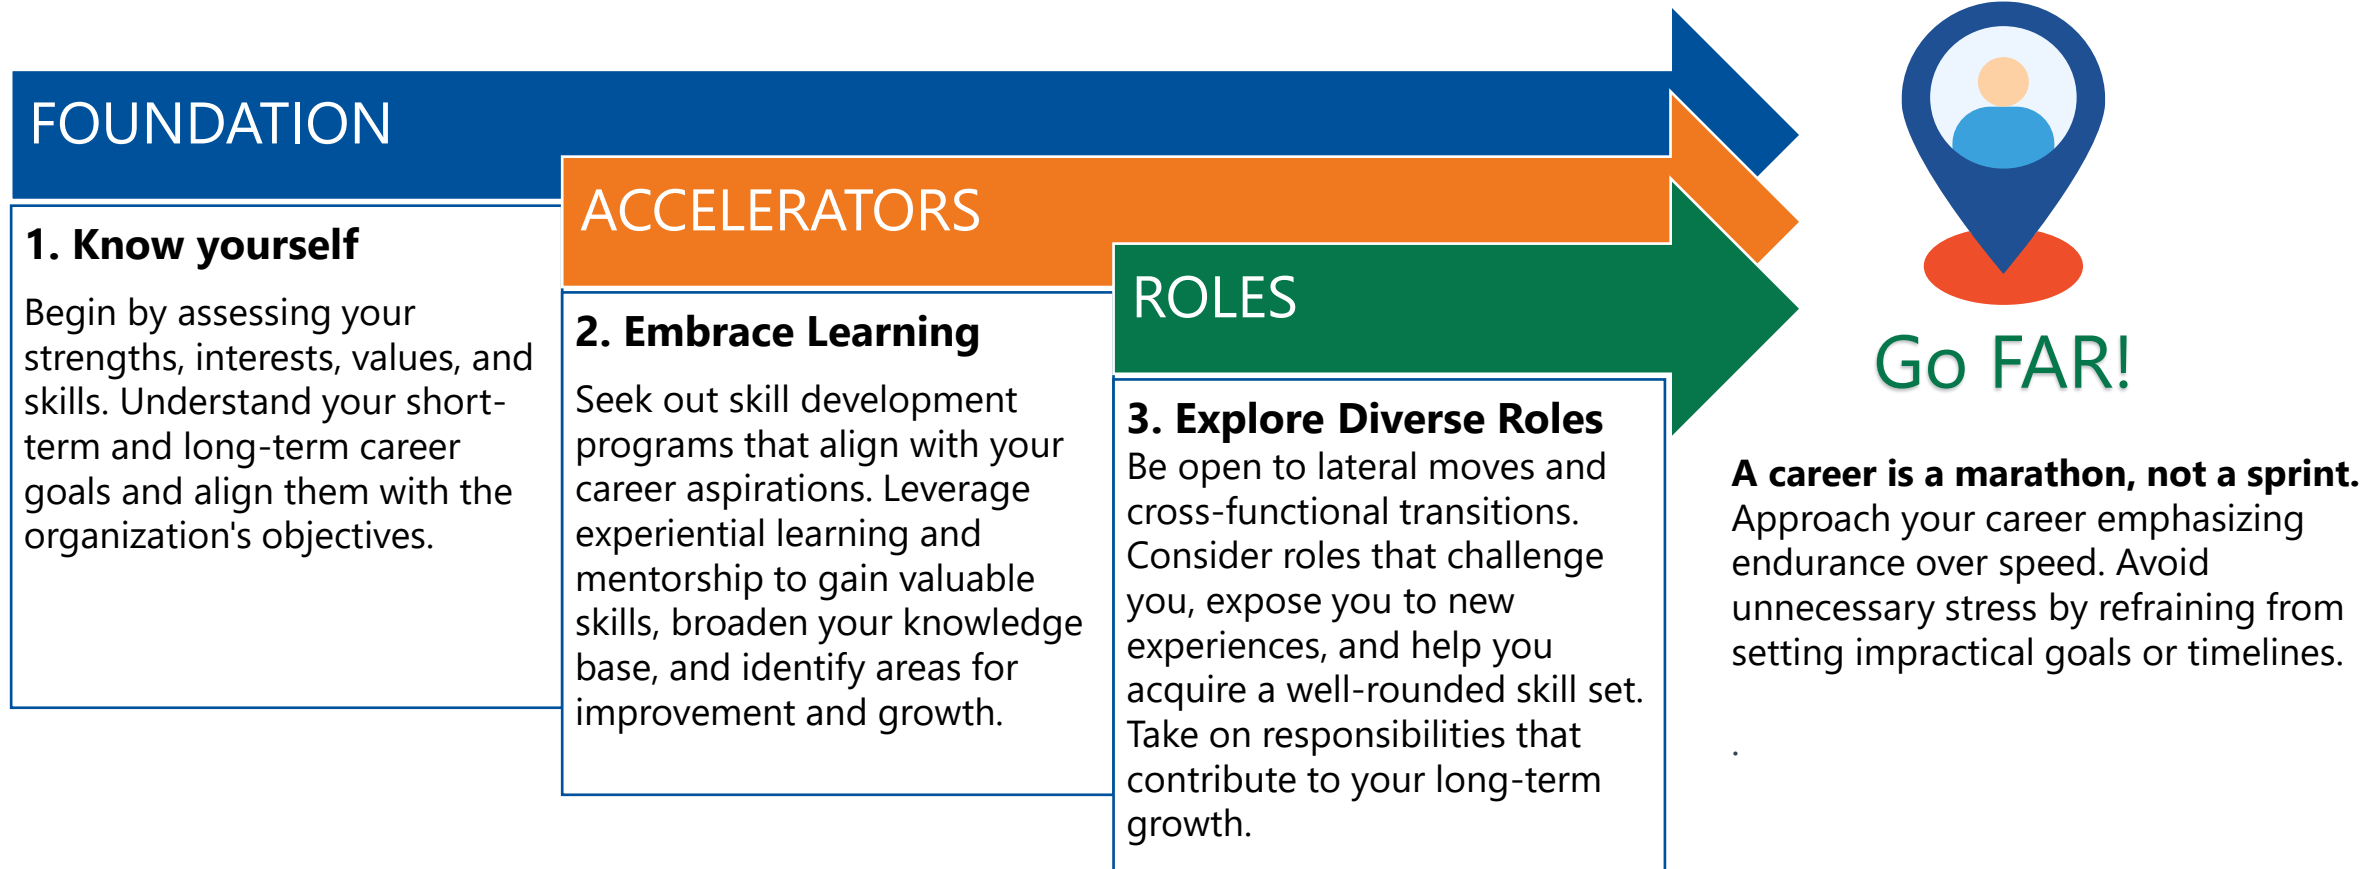 FOUNDATION
1. Know yourself
Begin by assessing your
strengths, interests, values, and
skills. Understand your short-
term and long-term career
goals and align them with the
organization's objectives.
ACCELERATORS
2. Embrace Learning
Seek out skill development
programs that align with your
career aspirations. Leverage
experiential learning and
mentorship to gain valuable
skills, broaden your knowledge
base, and identify areas for
improvement and growth.
ROLES
3. Explore Diverse Roles
Be open to lateral moves and
cross-functional transitions.
Consider roles that challenge
you, expose you to new
experiences, and help you
acquire a well-rounded skill set.
Take on responsibilities that
contribute to your long-term
growth.
Go FAR!
A career is a marathon, not a sprint.
Approach your career emphasizing
endurance over speed. Avoid
unnecessary stress by refraining from
setting impractical goals or timelines.
.